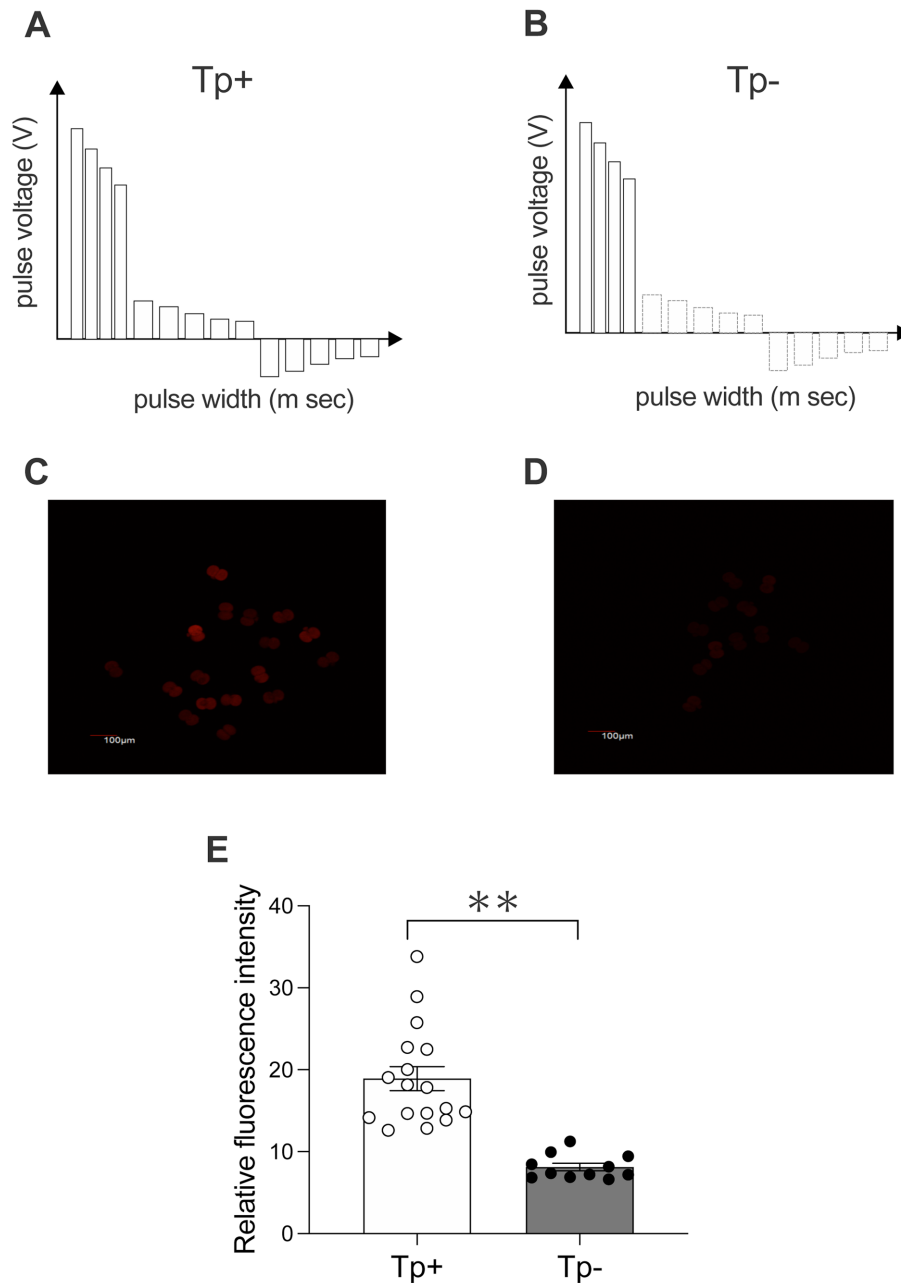 A
B
Tp+
Tp-
pulse voltage (V)
pulse voltage (V)
pulse width (m sec)
pulse width (m sec)
C
D
100μm
100μm
E
Relative fluorescence intensity
40
**
30
20
10
0
Tp+
Tp-